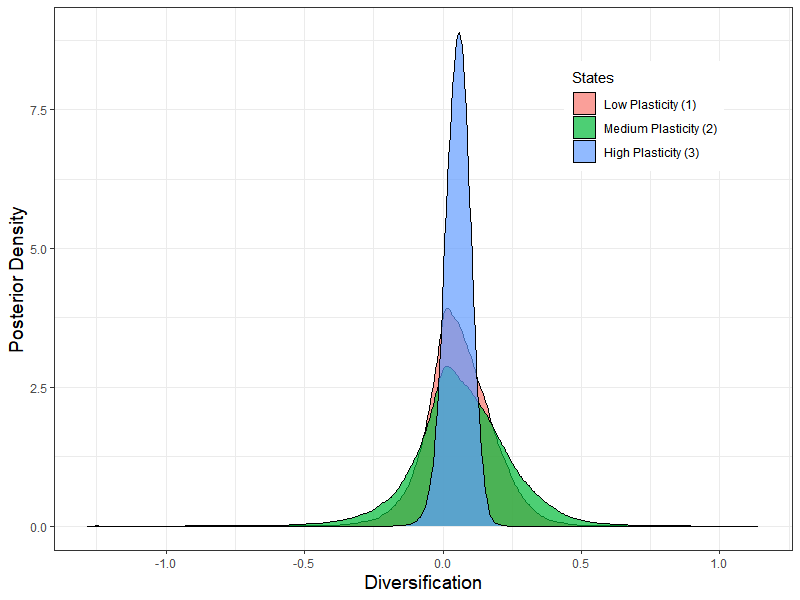 States
Low Plasticity (1)
Medium Plasticity (2)
High Plasticity (3)
Posterior Density
7.5
5.0
2.5
0.0
-1.0 -0.5 0.0 0.5 1.0
Diversification